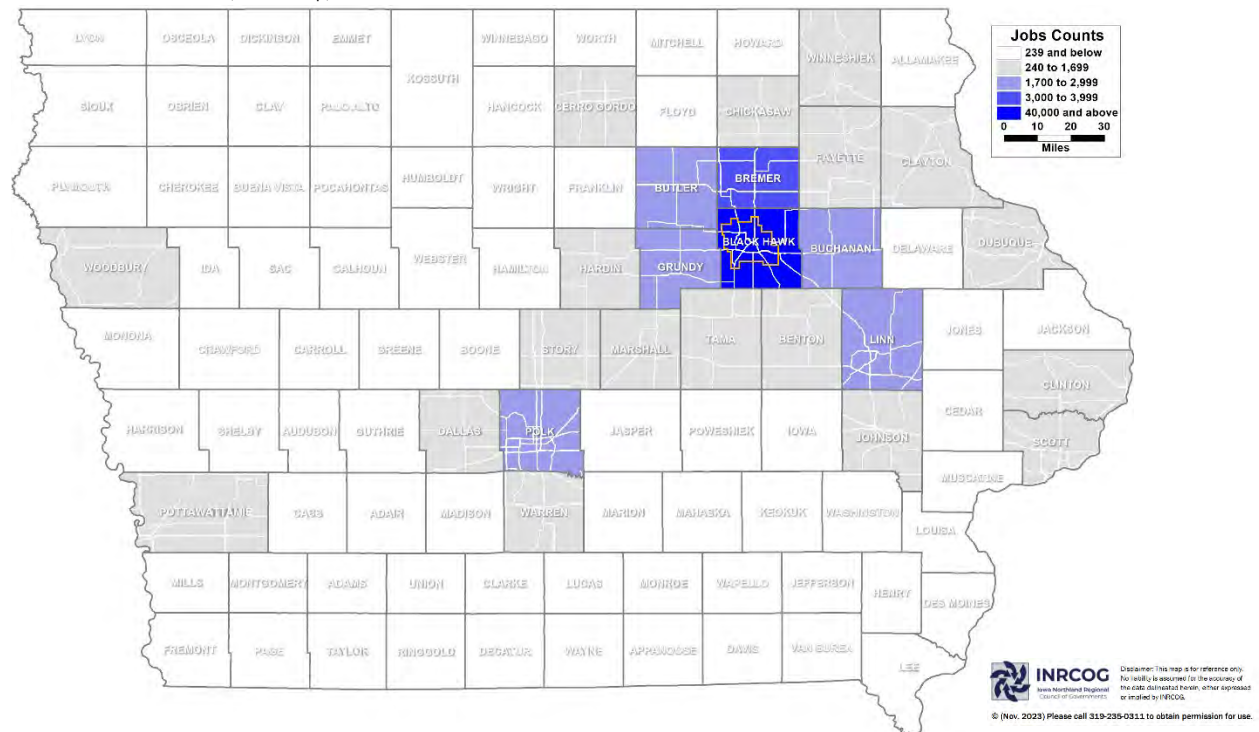 LYON OSCEOLA DICKINSON EMMET WINNEBAGO WORTH MITCHELL HOWARD WINNESHIEK ALLAMAKEE
KOSSUTH
SIOUX OBRIEN CLAY PALO ALTO HANCOCK CERRO GORDO FLOYD CHICKASAW
PLYMOUTH CHEROKEE BUENA VISTA POCAHONTAS HUMBOLDT WRIGHT FRANKLIN BUTLER BREMER FAYETTE CLAYTON
WOODBURY IDA SAC CALHOUN WEBSTER HAMILTON HARDIN GRUNDY BLACK HAWK BUCHANAN DELAWARE DUBUQUE
MONONA CRAWFORD CARROLL GREENE BOONE STORY MARSHALL TAMA BENTON LINN JONES JACKSON
CLINTON
HARRISON SHELBY AUDUBON GUTHRIE DALLAS POLK JASPER POWESHIEK IOWA JOHNSON CEDAR
SCOTT
MUSCATINE
POTTAWATTAMIE CASS ADAIR MADISON WARREN MARION MAHASKA KEOKUK WASHINGTON
LOUISA
MILLS MONTGOMERY ADAMS UNION CLARKE LUCAS MONROE WAPELLO JEFFERSON HENRY
DES MOINES
FREMONT PAGE TAYLOR RINGGOLD DECATUR WAYNE APPANOOSE DAVIS VAN BUREN
LEE
Jobs Counts
239 and below
240 to 1,699
1,700 to 2,999
3,000 to 3,999
40,000 and above
0 10 20 30
Miles
INRCOG
Iowa Northland Regional
Council of Governments
Disclaimer: This map is for reference only.
No liability is assumed for the accuracy of
the data delineated herein, either expressed
or implied by INRCOG.
© (Nov. 2023) Please call 319-235-0311 to obtain permission for use.